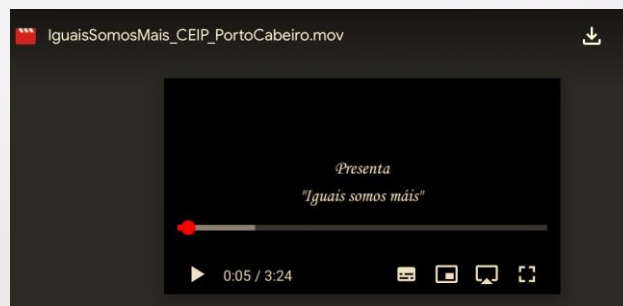 IguaisSomosMais_CEIP_PortoCabeiro.mov
Presenta
"Iguais somos máis"
0:05 / 3:24